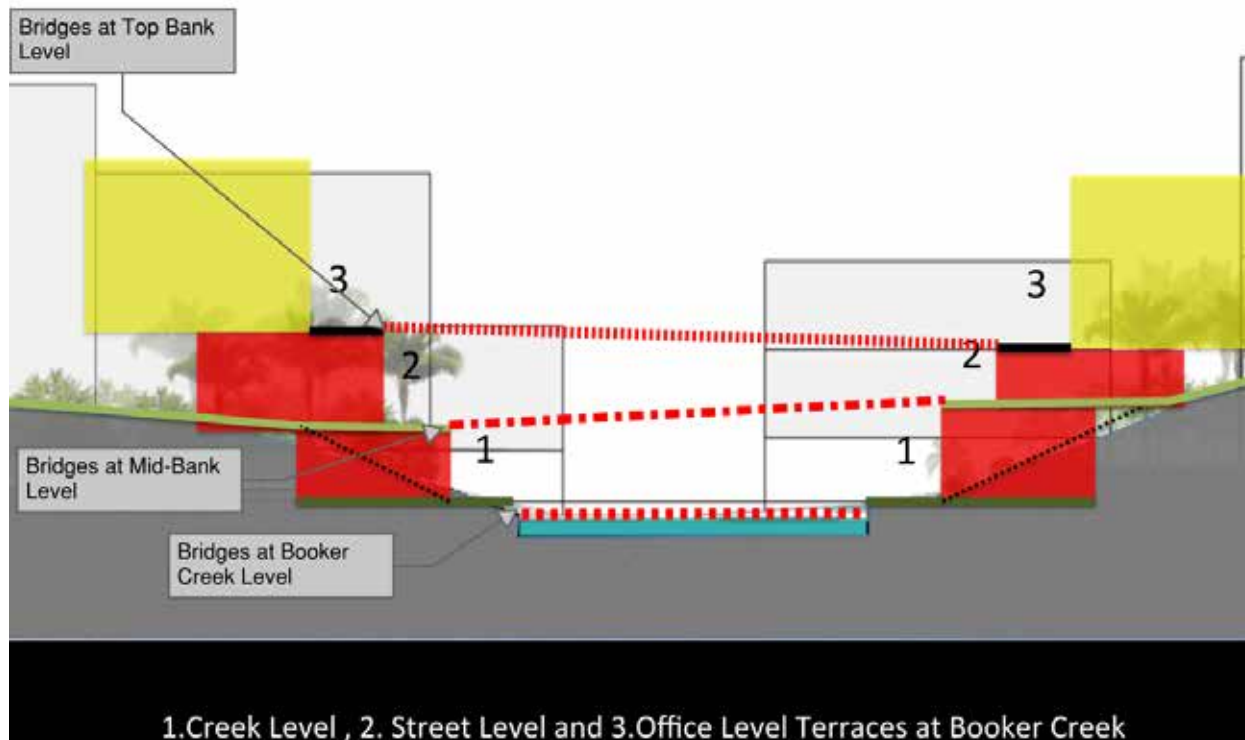 Bridges at Top Bank
Level
3
3
2
2
1
1
Bridges at Mid-Bank
Level
Bridges at Booker
Creek Level
1.Creek Level , 2. Street Level and 3.Office Level Terraces at Booker Creek